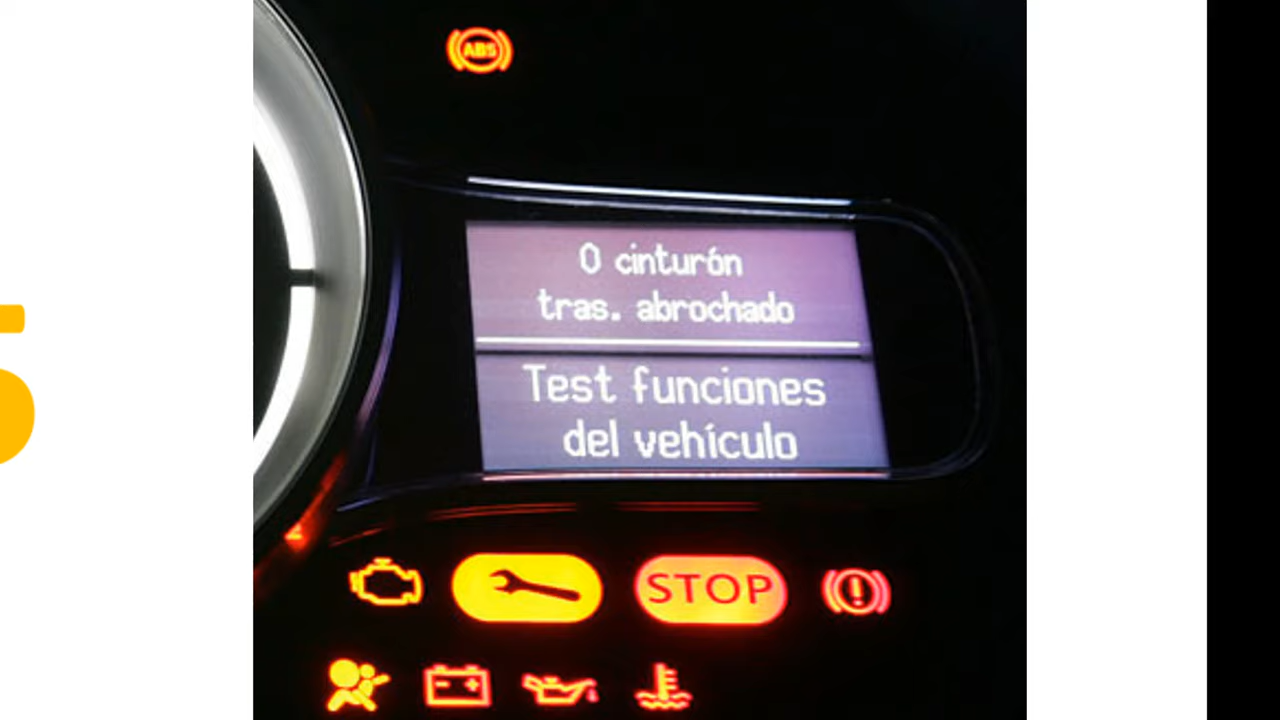 ABS
0 cinturón
tras. abrochado
Test funciones
del vehículo
STOP